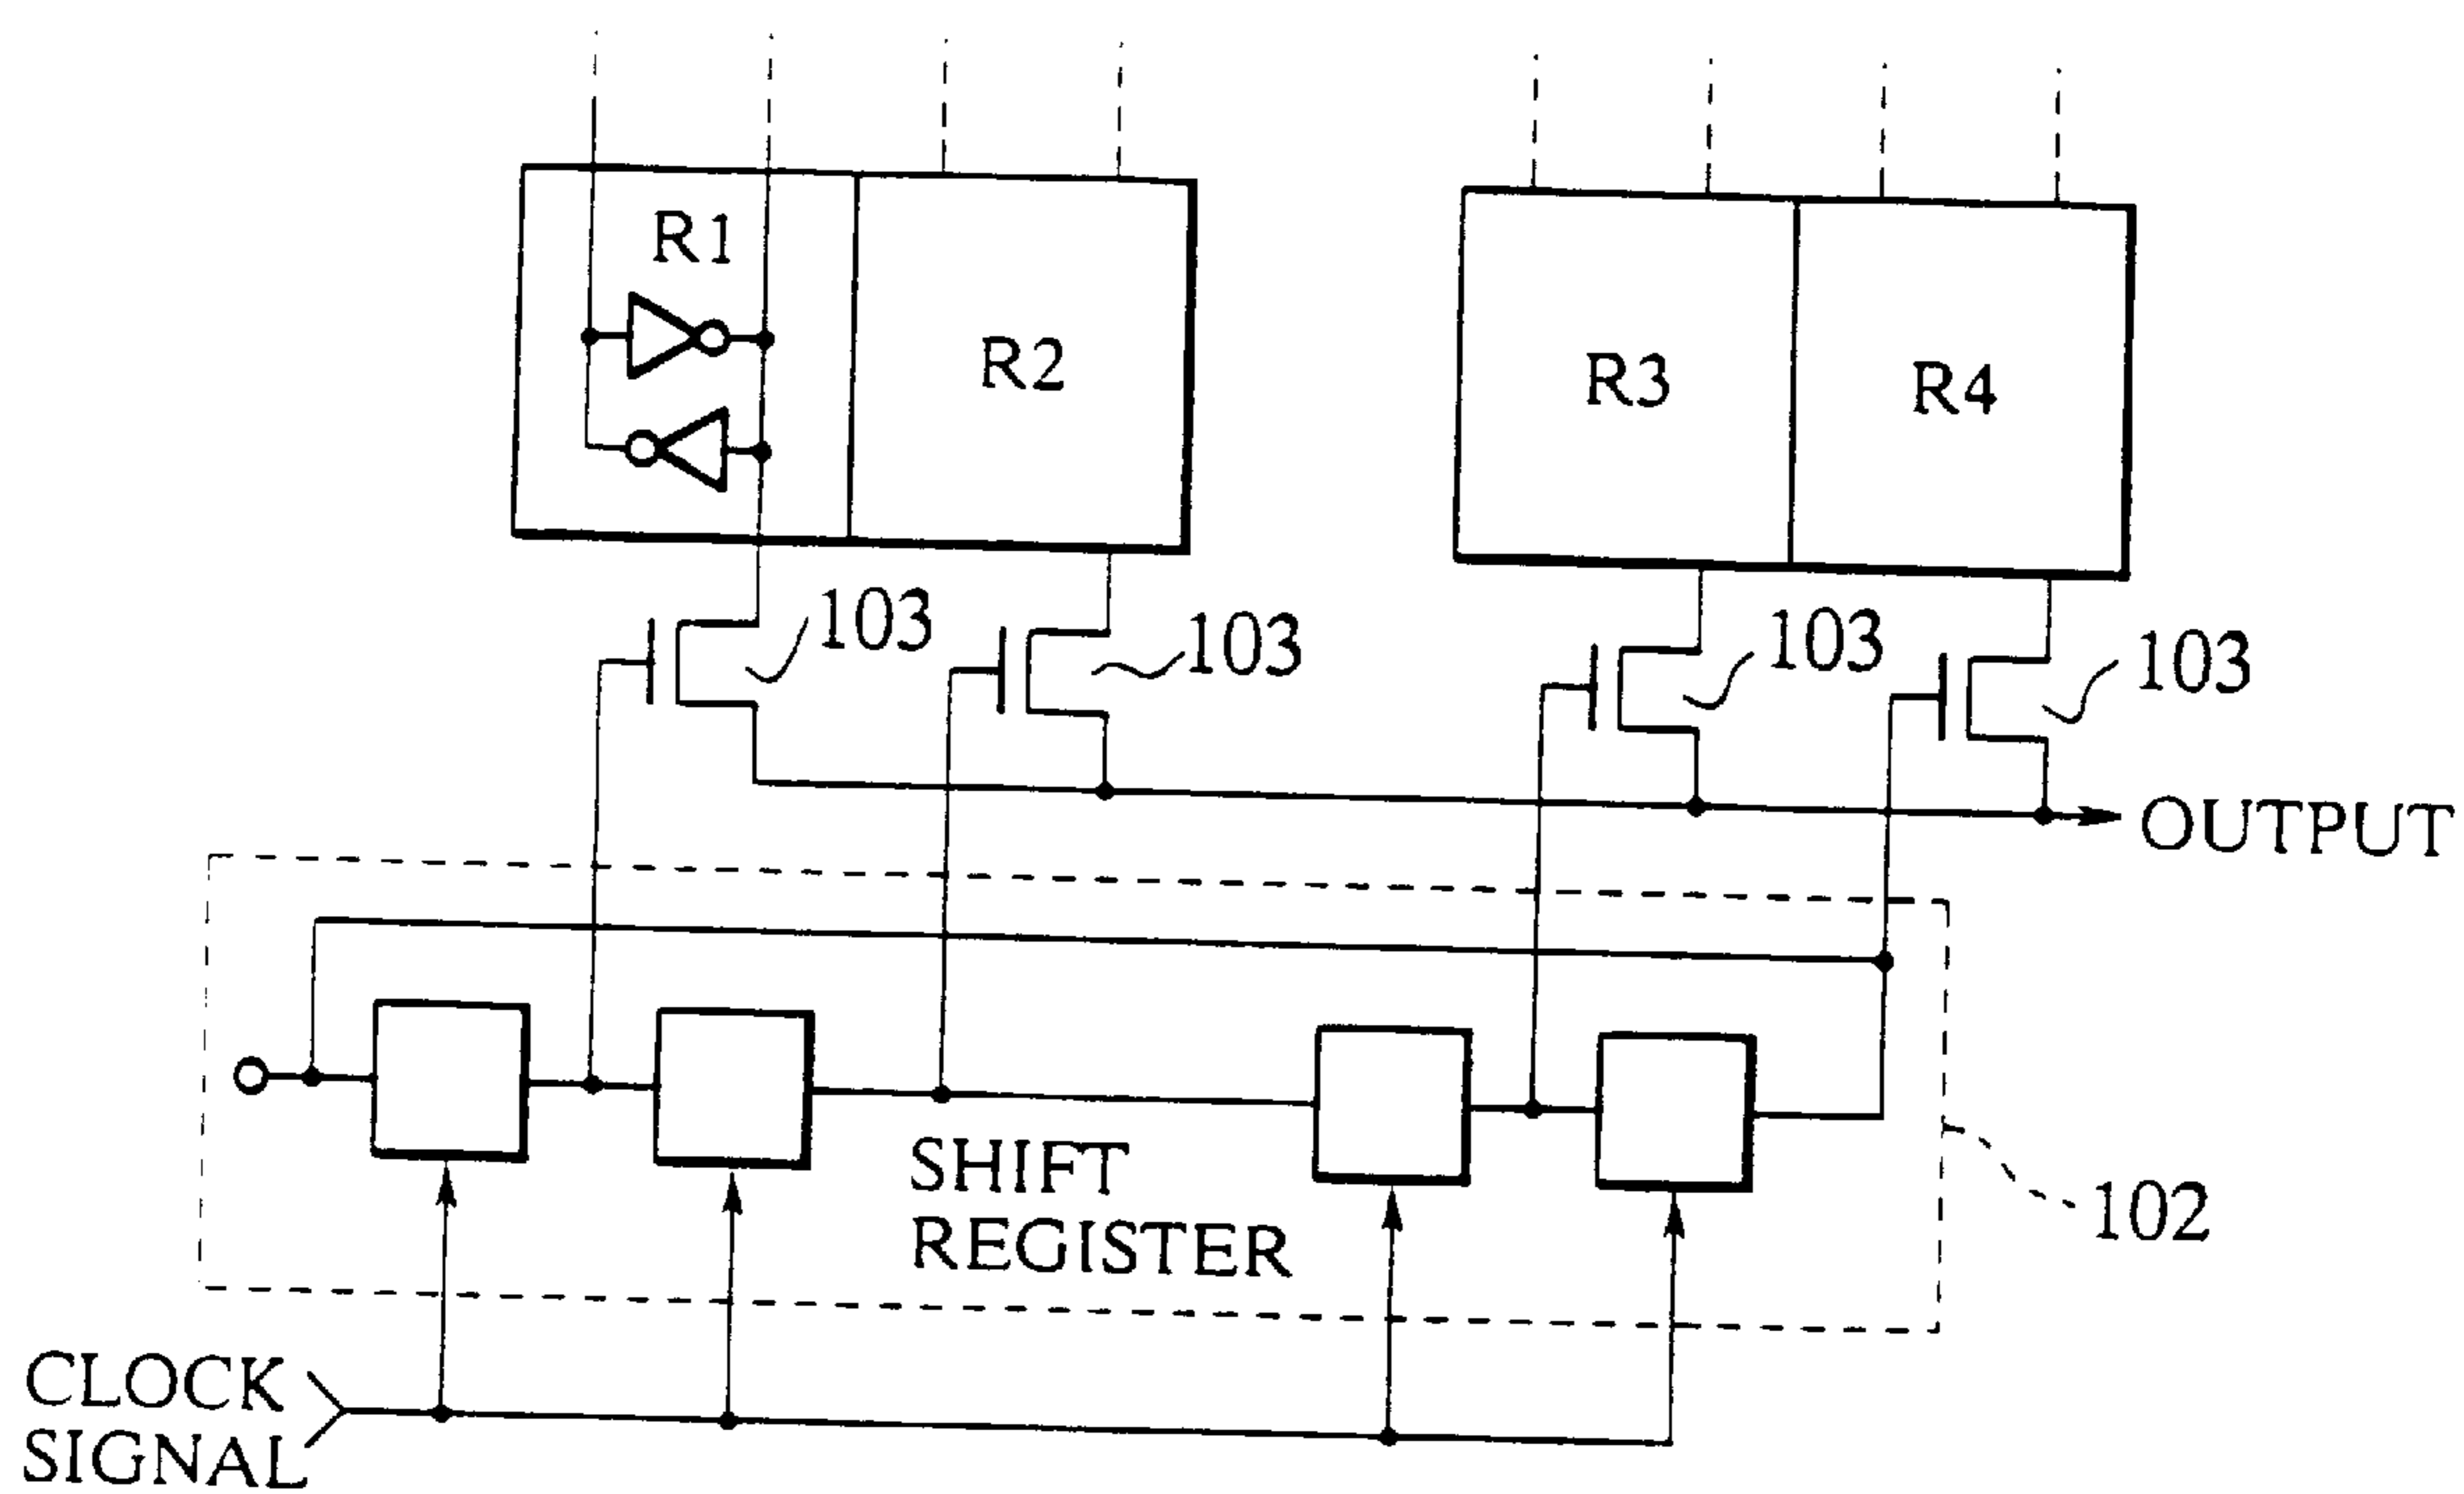 R1
R2
R3
R4
103
103
103
103
OUTPUT
SHIFT
REGISTER
102
CLOCK
SIGNAL